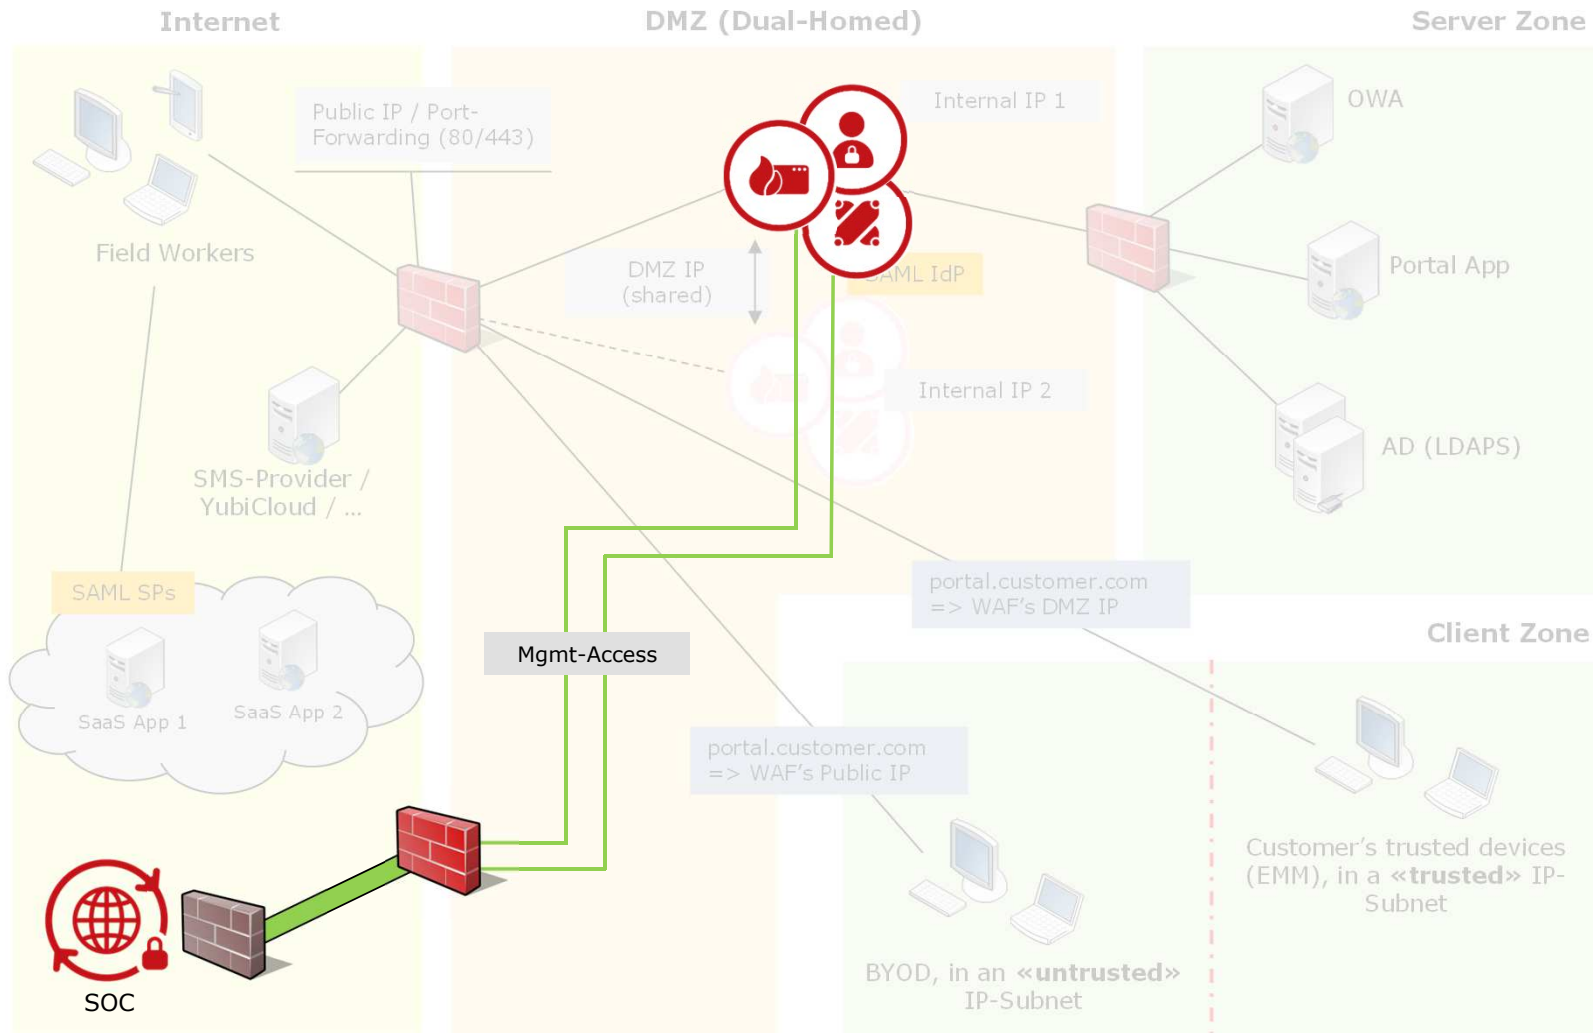 Internet
DMZ (Dual-Homed)
Server Zone
Public IP / Port-
Forwarding (80/443)
Internal IP 1
OWA
Field Workers
DMZ IP
(shared)
SAML IdP
Portal App
Internal IP 2
AD (LDAPS)
SMS-Provider /
YubiCloud / ...
SAML SPs
SaaS App 1
SaaS App 2
portal.customer.com
=> WAF's DMZ IP
Mgmt-Access
Client Zone
portal.customer.com
=> WAF's Public IP
Customer's trusted devices
(EMM), in a «trusted» IP-
Subnet
BYOD, in an «untrusted»
IP-Subnet
SOC